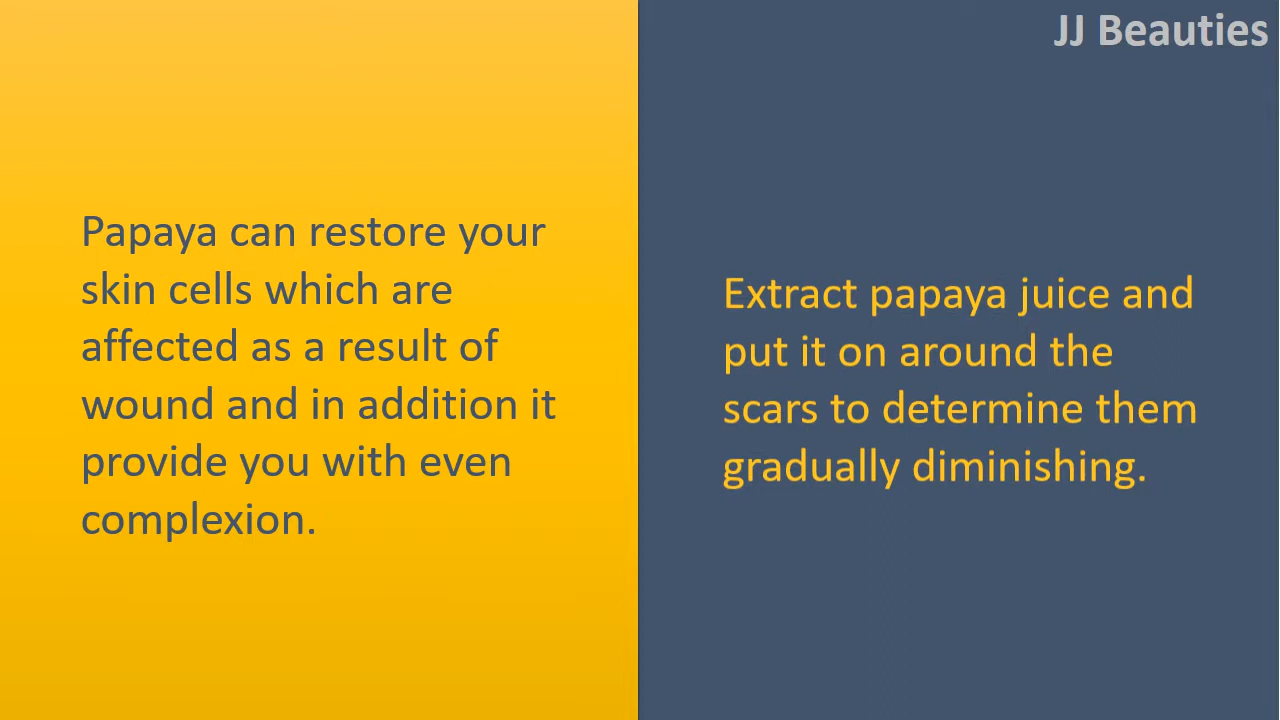 JJ Beauties
Papaya can restore your
skin cells which are
affected as a result of
wound and in addition it
provide you with even
complexion.
Extract papaya juice and
put it on around the
scars to determine them
gradually diminishing.